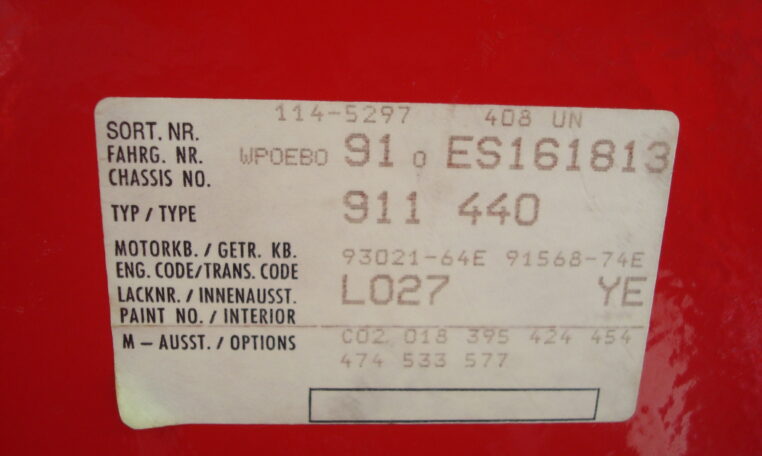 114-5297 408 UN
SORT. NR.
FAHRG. NR. WPOEBO 91 0 ES161813
CHASSIS NO.
TYP / TYPE 911 440
MOTORKB. / GETR. KB. 93021-64E 91568-74E
ENG. CODE/TRANS. CODE
LACKNR. / INNENAUSST. L027 YE
PAINT NO. / INTERIOR
M – AUSST. / OPTIONS C02 018 395 424 454
474 533 577